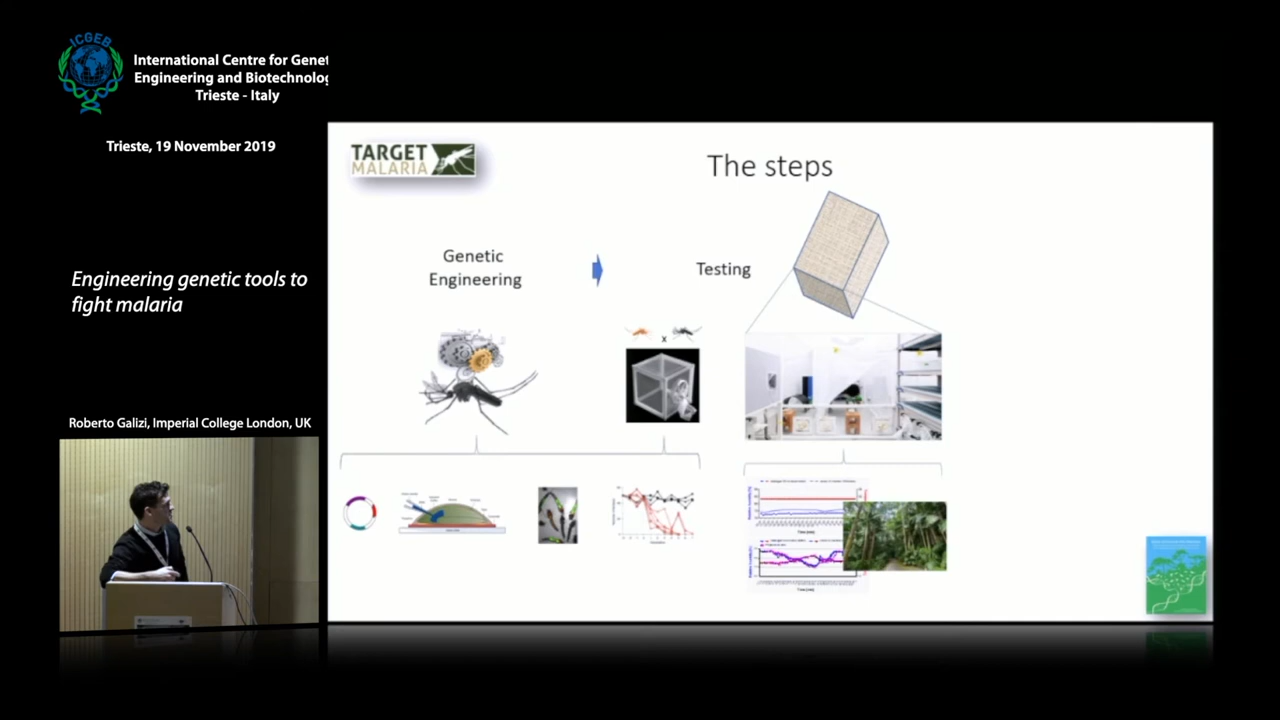 ICGEB
International Centre for Genet
Engineering and Biotechnolog
Trieste - Italy
Trieste, 19 November 2019
Engineering genetic tools to
fight malaria
Roberto Galizi, Imperial College London, UK
TARGET
MALARIA
The steps
Genetic
Engineering
Testing
x